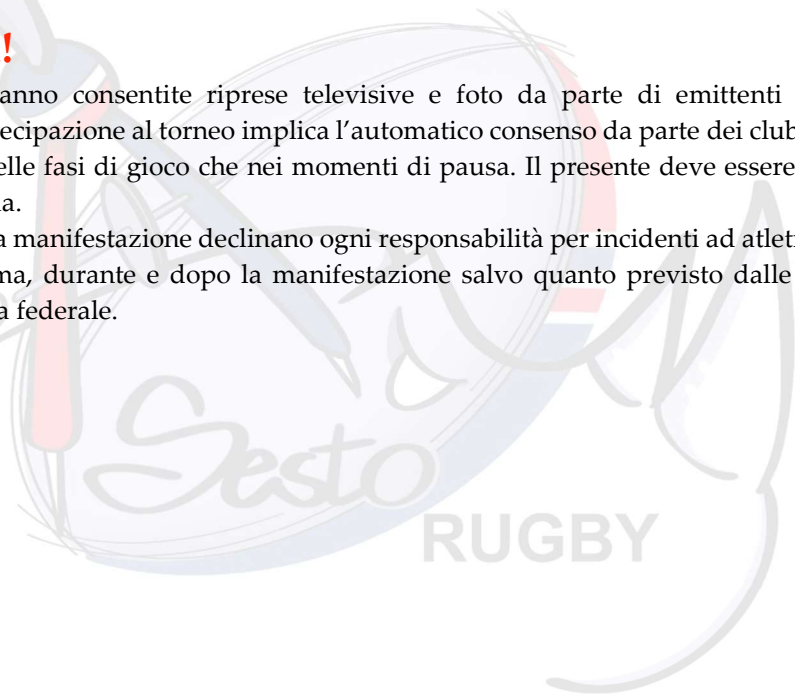 !
anno consentite riprese televisive e foto da parte di emittenti
ecipazione al torneo implica l’automatico consenso da parte dei club
elle fasi di gioco che nei momenti di pausa. Il presente deve essere
a.
a manifestazione declinano ogni responsabilità per incidenti ad atlet
ma, durante e dopo la manifestazione salvo quanto previsto dalle
a federale.
Sesto
RUGBY